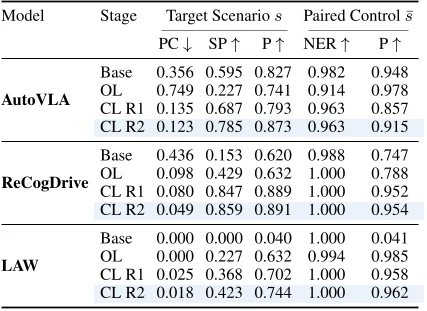 Model Stage Target Scenario s Paired Control s̄
PC ↓ SP ↑ P ↑ NER ↑ P ↑
AutoVLA
Base 0.356 0.595 0.827 0.982 0.948
OL 0.749 0.227 0.741 0.914 0.978
CL R1 0.135 0.687 0.793 0.963 0.857
CL R2 0.123 0.785 0.873 0.963 0.915
ReCogDrive
Base 0.436 0.153 0.620 0.988 0.747
OL 0.098 0.429 0.632 1.000 0.788
CL R1 0.080 0.847 0.889 1.000 0.952
CL R2 0.049 0.859 0.891 1.000 0.954
LAW
Base 0.000 0.000 0.040 1.000 0.041
OL 0.000 0.227 0.632 0.994 0.985
CL R1 0.025 0.368 0.702 1.000 0.958
CL R2 0.018 0.423 0.744 1.000 0.962